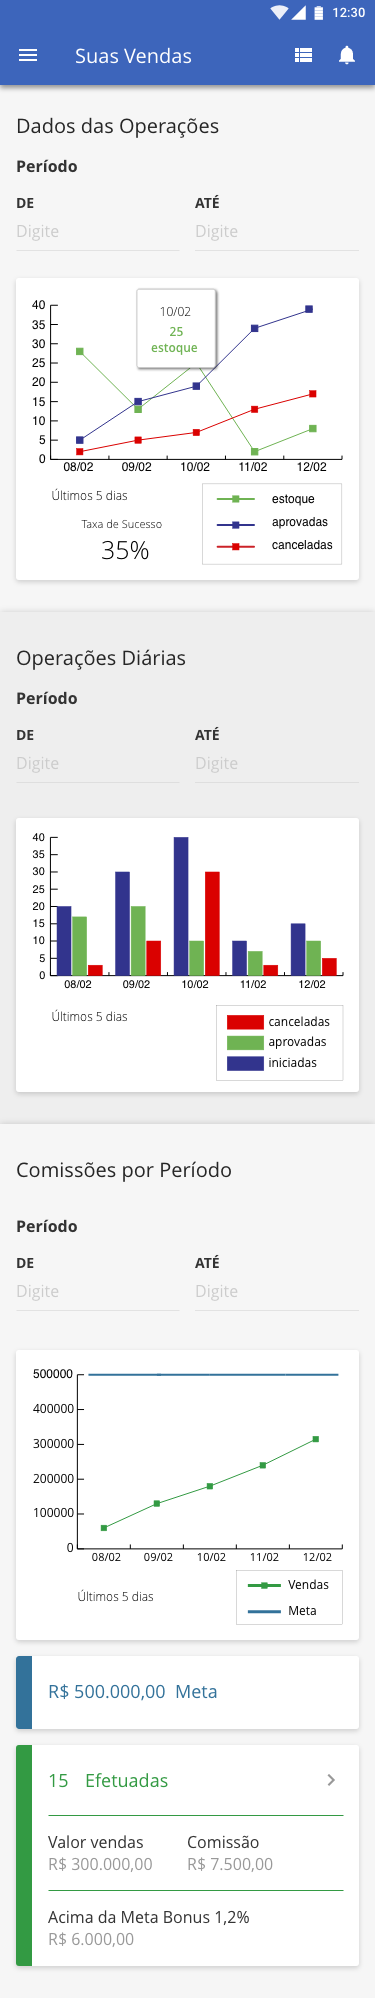 12:30
Suas Vendas
Dados das Operações
Período
DE ATÉ
Digite Digite
10/02
25
estoque
40
35
30
25
20
15
10
5
0
08/02 09/02 10/02 11/02 12/02
Últimos 5 dias
Taxa de Sucesso
35%
estoque
aprovadas
canceladas
Operações Diárias
Período
DE ATÉ
Digite Digite
40
35
30
25
20
15
10
5
0
08/02 09/02 10/02 11/02 12/02
Últimos 5 dias
canceladas
aprovadas
iniciadas
Comissões por Período
Período
DE ATÉ
Digite Digite
500000
400000
300000
200000
100000
0
08/02 09/02 10/02 11/02 12/02
Últimos 5 dias
Vendas
Meta
R$ 500.000,00 Meta
15 Efetuadas
Valor vendas Comissão
R$ 300.000,00 R$ 7.500,00
Acima da Meta Bonus 1,2%
R$ 6.000,00